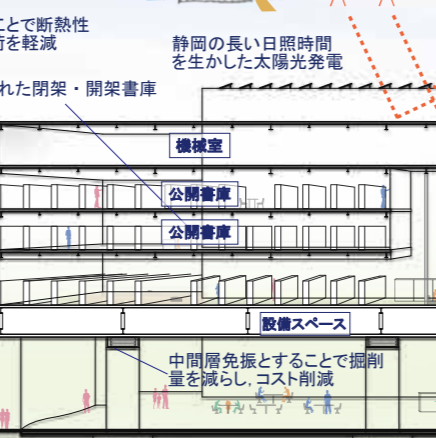 ことで断熱性
荷を軽減
静岡の長い日照時間
を生かした太陽光発電
れた閉架・開架書庫
機械室
公開書庫
公開書庫
設備スペース
中間層免振とすることで掘削
量を減らし，コスト削減